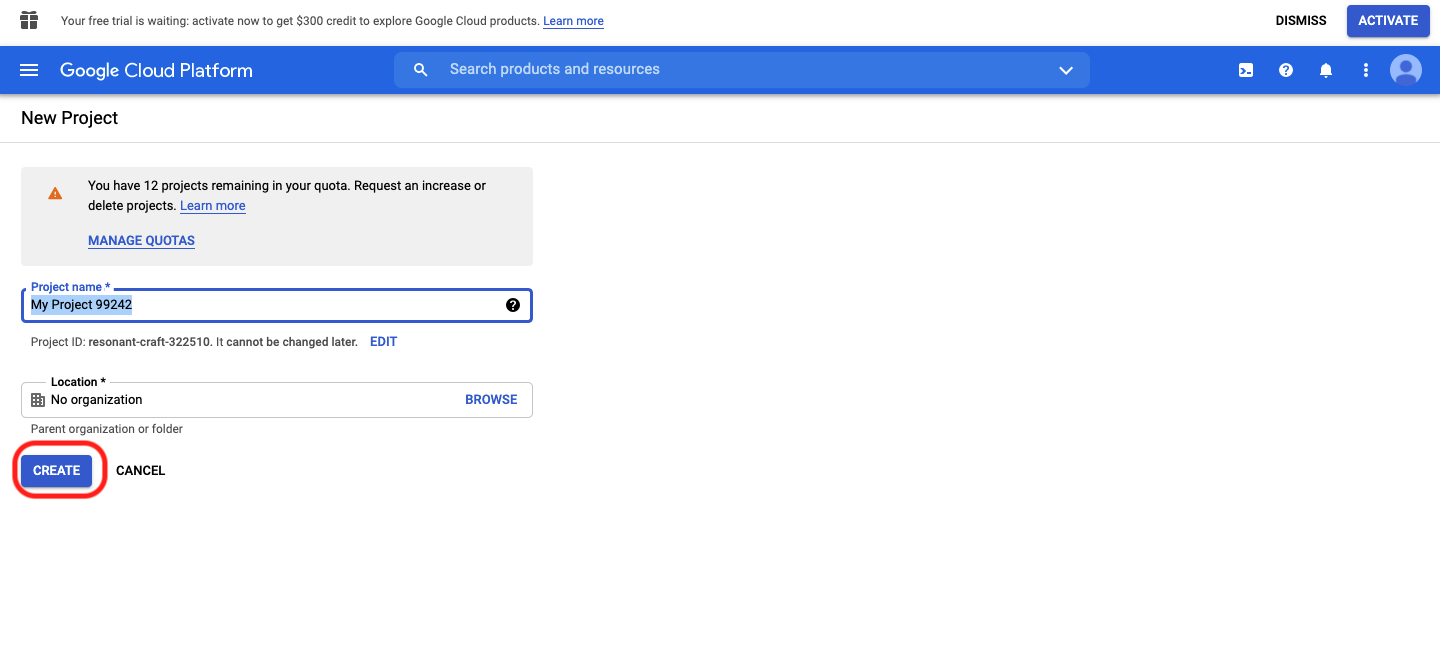 Your free trial is waiting: activate now to get $300 credit to explore Google Cloud products. Learn more
DISMISS
ACTIVATE
Google Cloud Platform
Search products and resources
New Project
You have 12 projects remaining in your quota. Request an increase or
delete projects. Learn more
MANAGE QUOTAS
Project name *
My Project 99242
Project ID: resonant-craft-322510. It cannot be changed later. EDIT
Location *
No organization
BROWSE
Parent organization or folder
CREATE
CANCEL